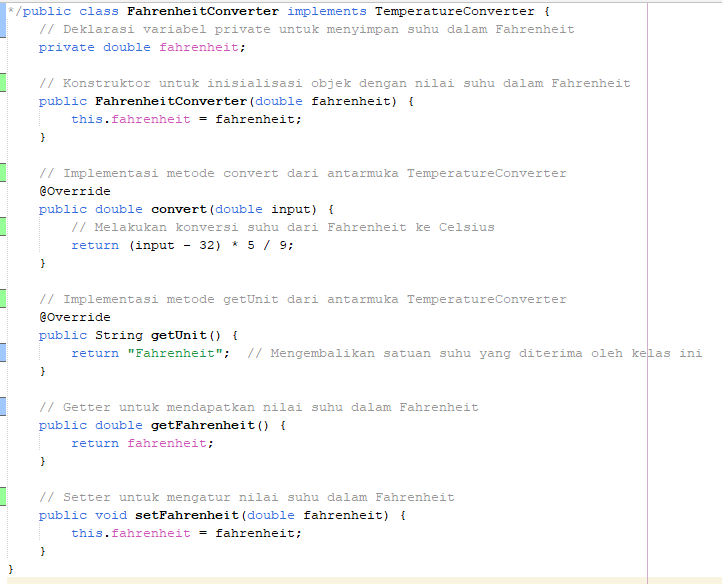 */public class FahrenheitConverter implements TemperatureConverter {
    // Deklarasi variabel private untuk menyimpan suhu dalam Fahrenheit
    private double fahrenheit;

    // Konstruktor untuk inisialisasi objek dengan nilai suhu dalam Fahrenheit
    public FahrenheitConverter(double fahrenheit) {
        this.fahrenheit = fahrenheit;
    }

    // Implementasi metode convert dari antarmuka TemperatureConverter
    @Override
    public double convert(double input) {
        // Melakukan konversi suhu dari Fahrenheit ke Celsius
        return (input - 32) * 5 / 9;
    }

    // Implementasi metode getUnit dari antarmuka TemperatureConverter
    @Override
    public String getUnit() {
        return "Fahrenheit";  // Mengembalikan satuan suhu yang diterima oleh kelas ini
    }

    // Getter untuk mendapatkan nilai suhu dalam Fahrenheit
    public double getFahrenheit() {
        return fahrenheit;
    }

    // Setter untuk mengatur nilai suhu dalam Fahrenheit
    public void setFahrenheit(double fahrenheit) {
        this.fahrenheit = fahrenheit;
    }
}